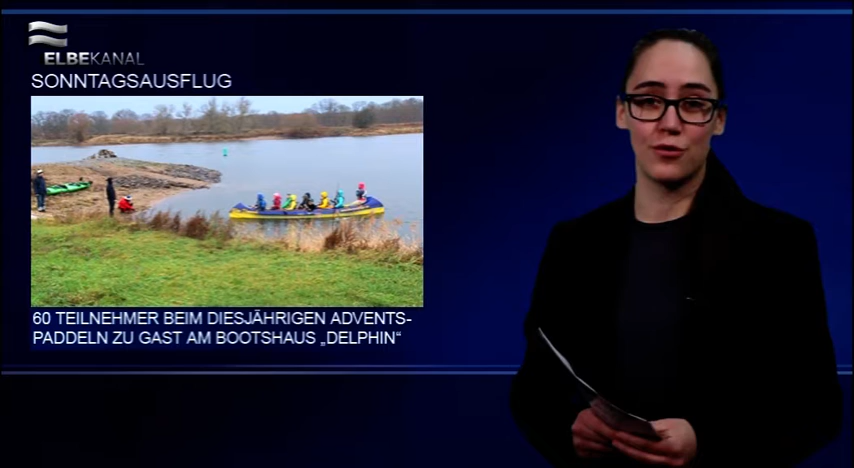 ELBEKANAL
SONNTAGSAUSFLUG
60 TEILNEHMER BEIM DIESJÄHRIGEN ADVENTS-
PADDELN ZU GAST AM BOOTSHAUS „DELPHIN“